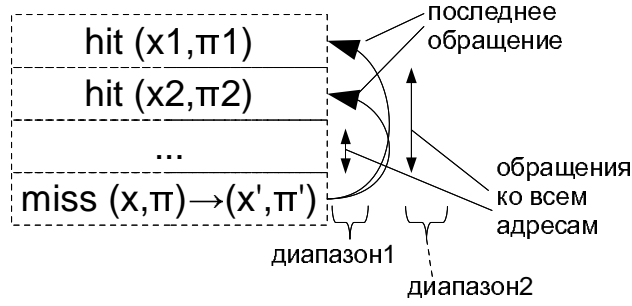 hit (x1,π1)
hit (x2,π2)
...
miss (x,π)→(x',π')
последнее
обращение
обращения
ко всем
адресам
диапазон1
диапазон2